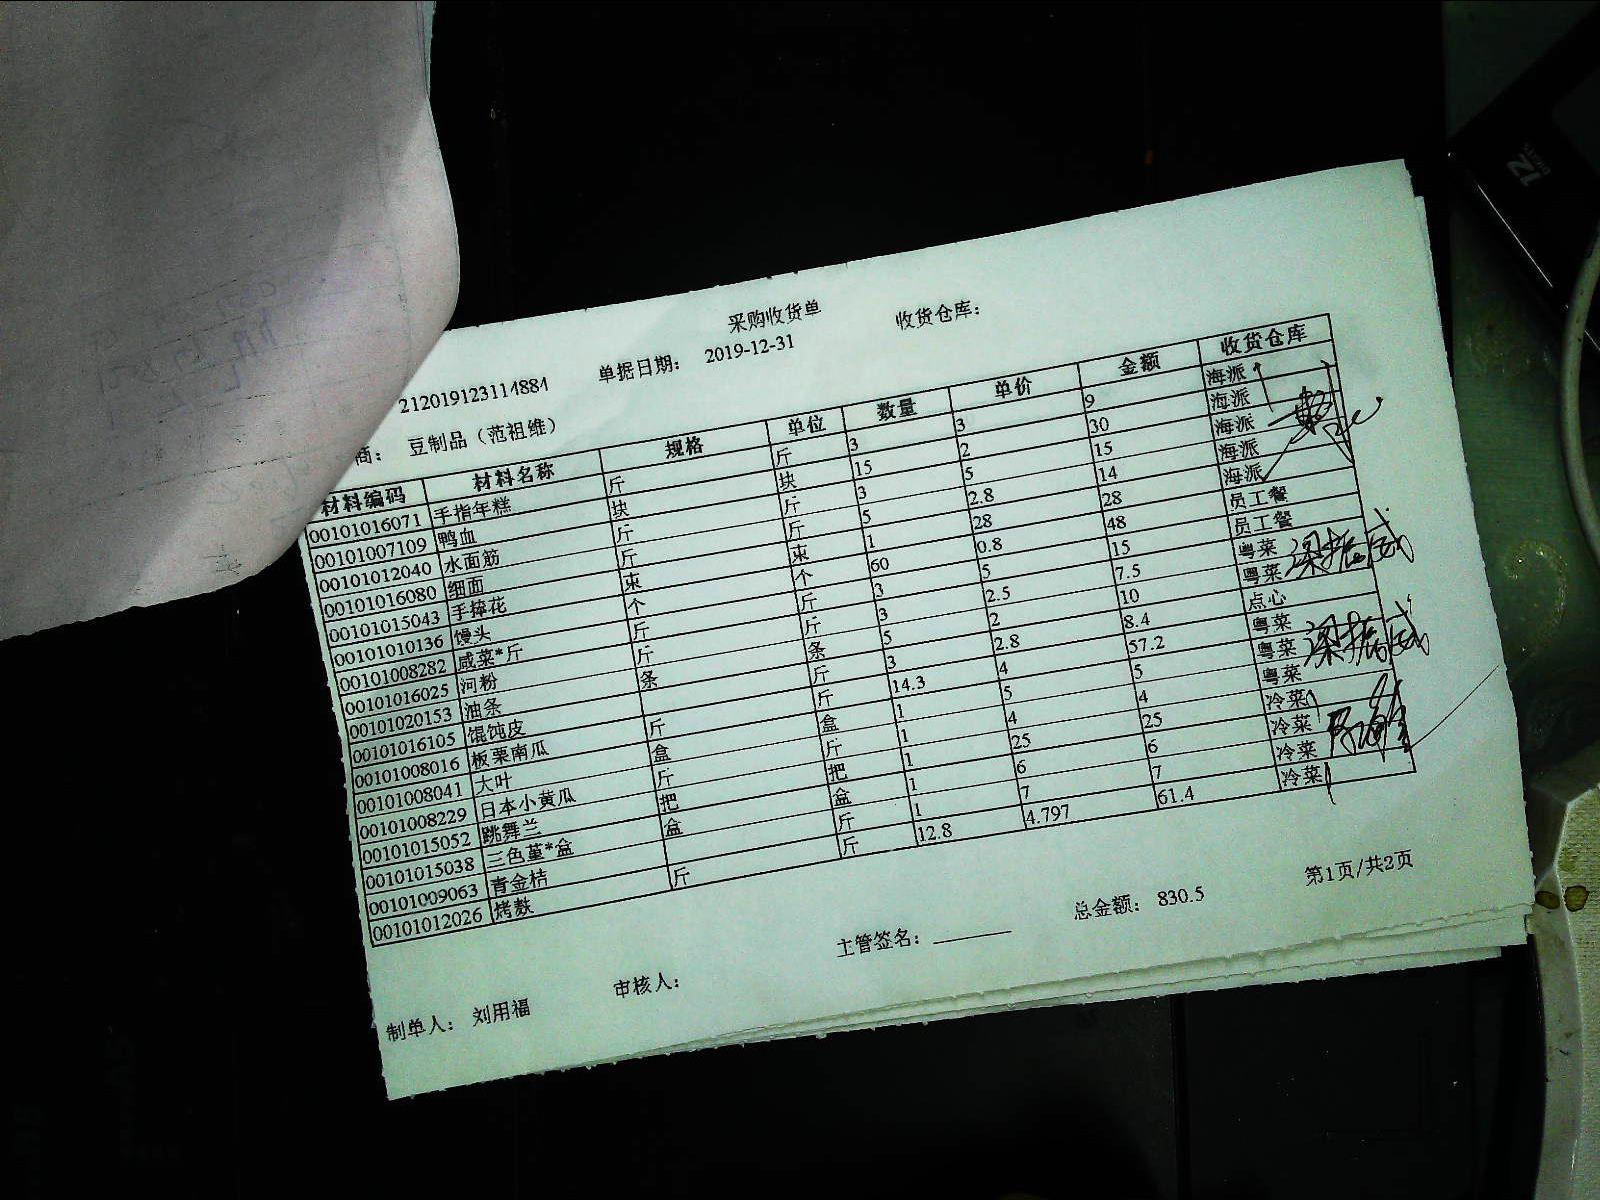 采购收货单
收货仓库：
212019123114884 单据日期： 2019-12-31
商： 豆制品（范祖维）
材料编码 材料名称 规格 单位 数量 单价 金额 收货仓库
00101016071 手指年糕 斤 斤 3 3 9 海派
00101007109 鸭血 块 块 15 2 30 海派
00101012040 水面筋 斤 斤 3 5 15 海派
00101016080 细面 斤 斤 5 2.8 14 海派
00101015043 手捧花 束 束 1 28 28 海派
00101010136 馒头 个 个 60 0.8 48 员工餐
00101008282 咸菜*斤 斤 斤 3 5 15 员工餐
00101016025 河粉 斤 斤 3 2.5 7.5 粤菜
00101020153 油条 条 条 5 2 10 粤菜
00101016105 馄饨皮 斤 3 2.8 8.4 点心
00101008016 板栗南瓜 斤 斤 14.3 4 57.2 粤菜
00101008041 大叶 盒 盒 1 5 5 粤菜
00101008229 日本小黄瓜 斤 斤 1 4 4 粤菜
00101015052 跳舞兰 把 把 1 25 25 冷菜
00101015038 三色堇*盒 盒 盒 1 6 6 冷菜
00101009063 青金桔 斤 1 7 7 冷菜
00101012026 烤麸 斤 斤 12.8 4.797 61.4 冷菜
梁振威
梁振威
第1页/共2页
制单人： 刘用福 审核人： 主管签名： 总金额： 830.5
12
DIGITS